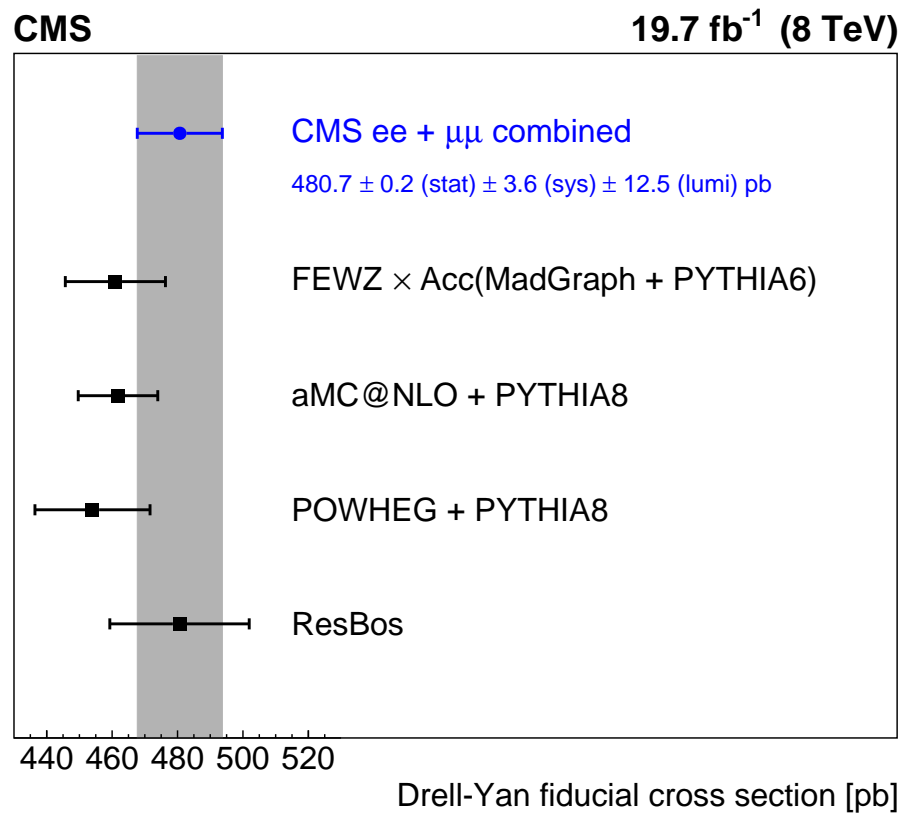 CMS 19.7 fb⁻¹ (8 TeV)
CMS ee + μμ combined
480.7 ± 0.2 (stat) ± 3.6 (sys) ± 12.5 (lumi) pb
FEWZ × Acc(MadGraph + PYTHIA6)
aMC@NLO + PYTHIA8
POWHEG + PYTHIA8
ResBos
440 460 480 500 520
Drell-Yan fiducial cross section [pb]